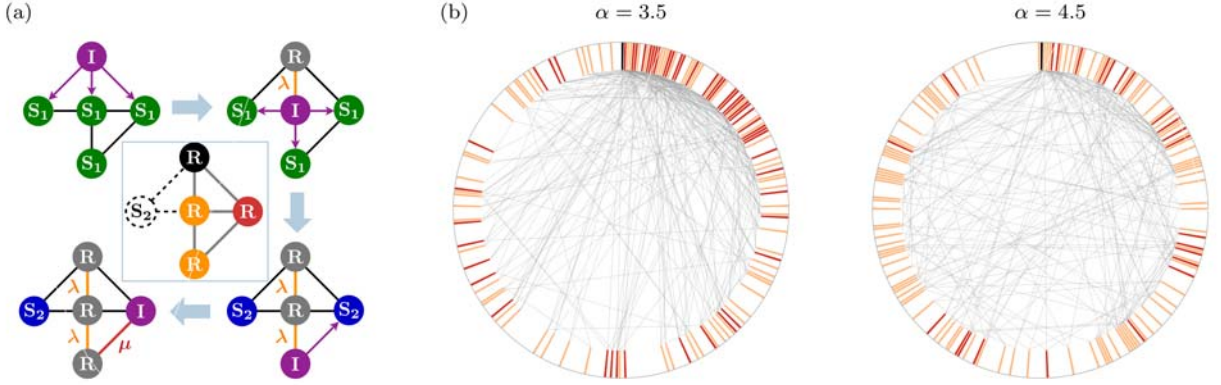 (a)
I
S₁ S₁ S₁
S₁
R
λ
S₁ I S₁
S₁
R
S₂ R R
R
R
λ
S₂ R I
λ μ
R
R
λ
S₂ R S₂
λ
I
(b)
α = 3.5
α = 4.5